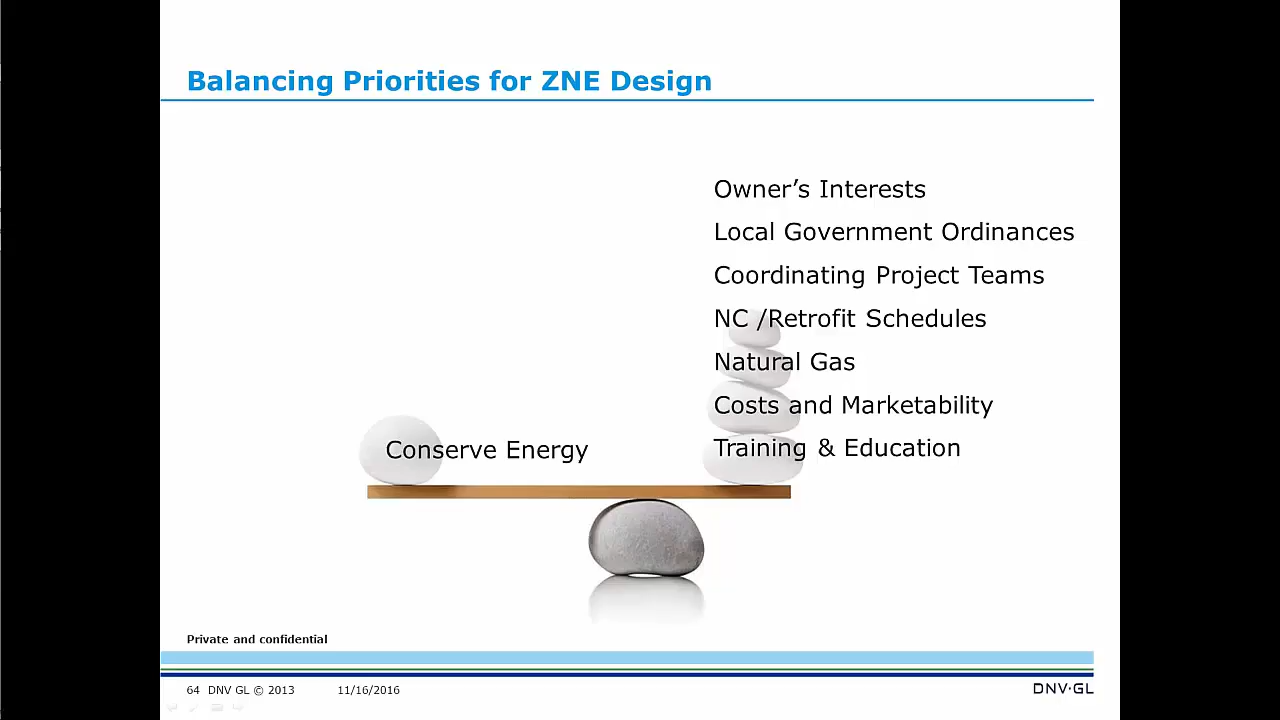 Balancing Priorities for ZNE Design
Owner’s Interests
Local Government Ordinances
Coordinating Project Teams
NC /Retrofit Schedules
Natural Gas
Costs and Marketability
Training & Education
Conserve Energy
Private and confidential
64 DNV GL © 2013 11/16/2016
DNV·GL